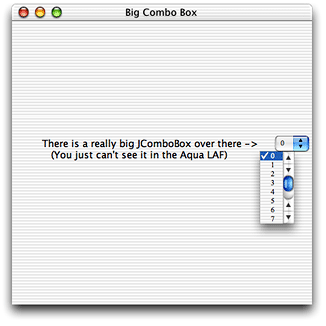 Big Combo Box
There is a really big JComboBox over there -> 0
(You just can't see it in the Aqua LAF)
0
1
2
3
4
5
6
7